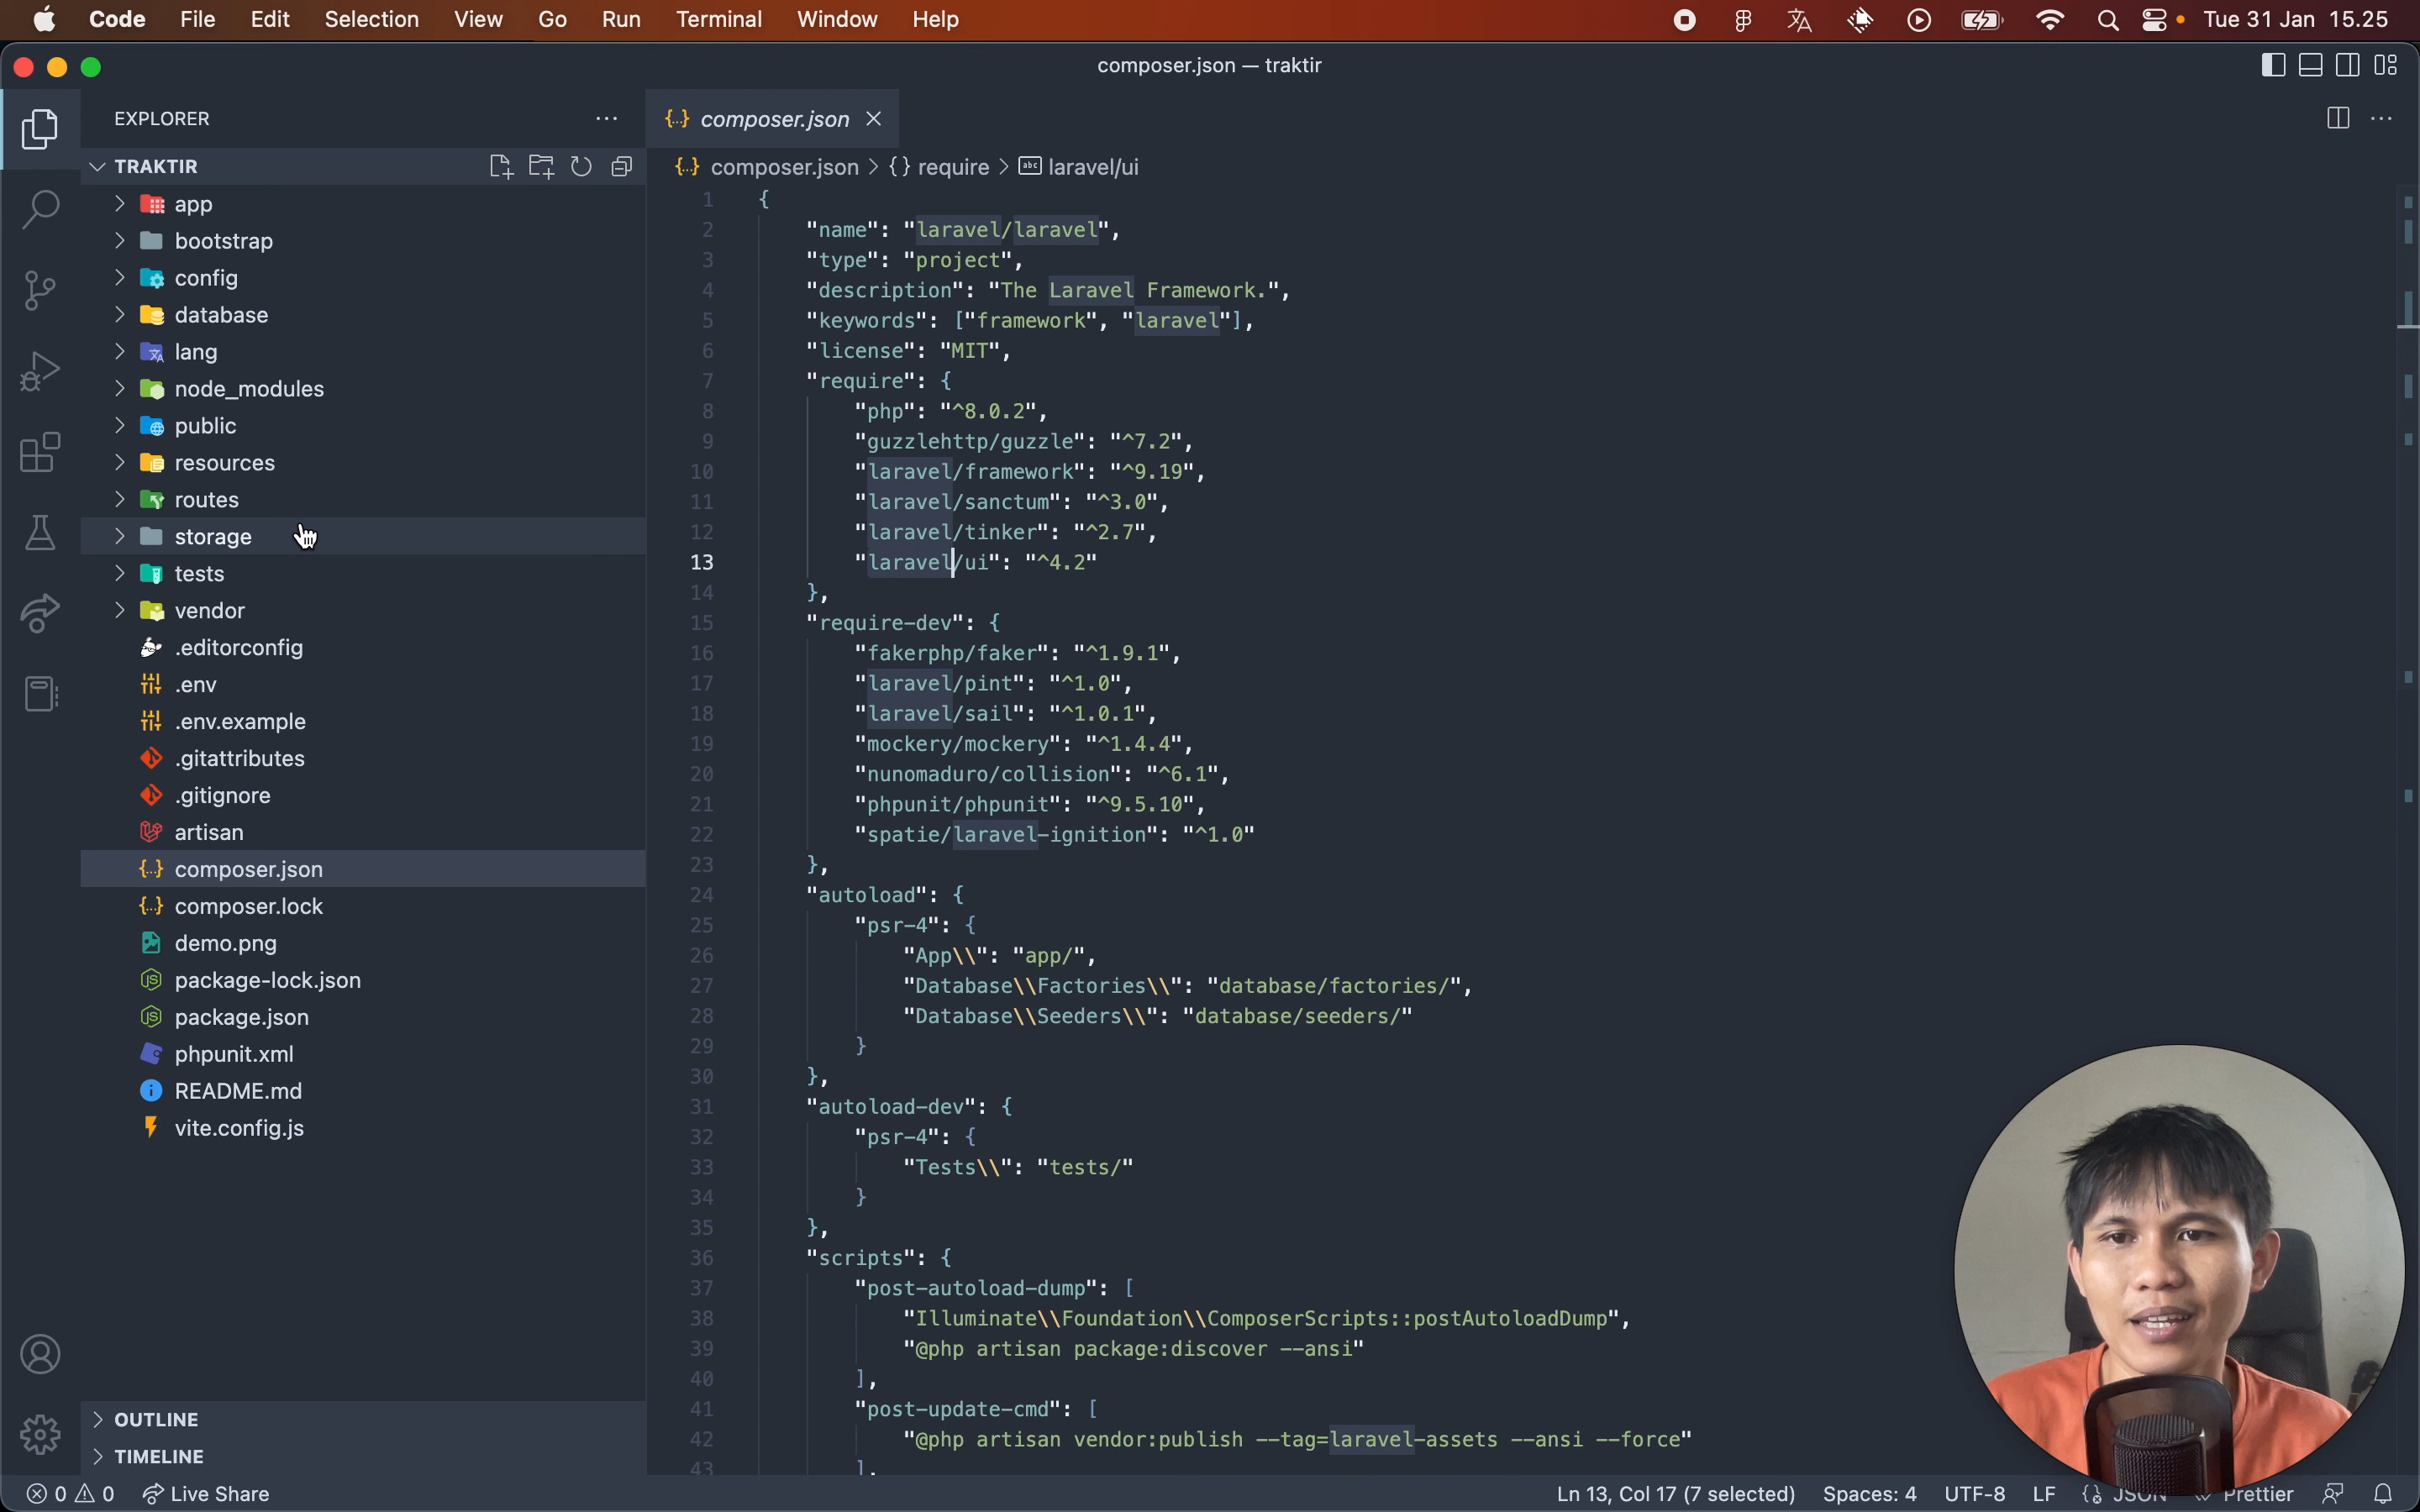 Code File Edit Selection View Go Run Terminal Window Help Tue 31 Jan 15.25
composer.json — traktir
EXPLORER
TRAKTIR
app
bootstrap
config
database
lang
node_modules
public
resources
routes
storage
tests
vendor
.editorconfig
.env
.env.example
.gitattributes
.gitignore
artisan
composer.json
composer.lock
demo.png
package-lock.json
package.json
phpunit.xml
README.md
vite.config.js
OUTLINE
TIMELINE
{..} composer.json
{..} composer.json > {} require > abc laravel/ui
1 {
2 "name": "laravel/laravel",
3 "type": "project",
4 "description": "The Laravel Framework.",
5 "keywords": ["framework", "laravel"],
6 "license": "MIT",
7 "require": {
8 "php": "^8.0.2",
9 "guzzlehttp/guzzle": "^7.2",
10 "laravel/framework": "^9.19",
11 "laravel/sanctum": "^3.0",
12 "laravel/tinker": "^2.7",
13 "laravel/ui": "^4.2"
14 },
15 "require-dev": {
16 "fakerphp/faker": "^1.9.1",
17 "laravel/pint": "^1.0",
18 "laravel/sail": "^1.0.1",
19 "mockery/mockery": "^1.4.4",
20 "nunomaduro/collision": "^6.1",
21 "phpunit/phpunit": "^9.5.10",
22 "spatie/laravel-ignition": "^1.0"
23 },
24 "autoload": {
25 "psr-4": {
26 "App\\": "app/",
27 "Database\\Factories\\": "database/factories/",
28 "Database\\Seeders\\": "database/seeders/"
29 }
30 },
31 "autoload-dev": {
32 "psr-4": {
33 "Tests\\": "tests/"
34 }
35 },
36 "scripts": {
37 "post-autoload-dump": [
38 "Illuminate\\Foundation\\ComposerScripts::postAutoloadDump",
39 "@php artisan package:discover --ansi"
40 ],
41 "post-update-cmd": [
42 "@php artisan vendor:publish --tag=laravel-assets --ansi --force"
43 ],
0 0 Live Share Ln 13, Col 17 (7 selected) Spaces: 4 UTF-8 LF JSON Prettier